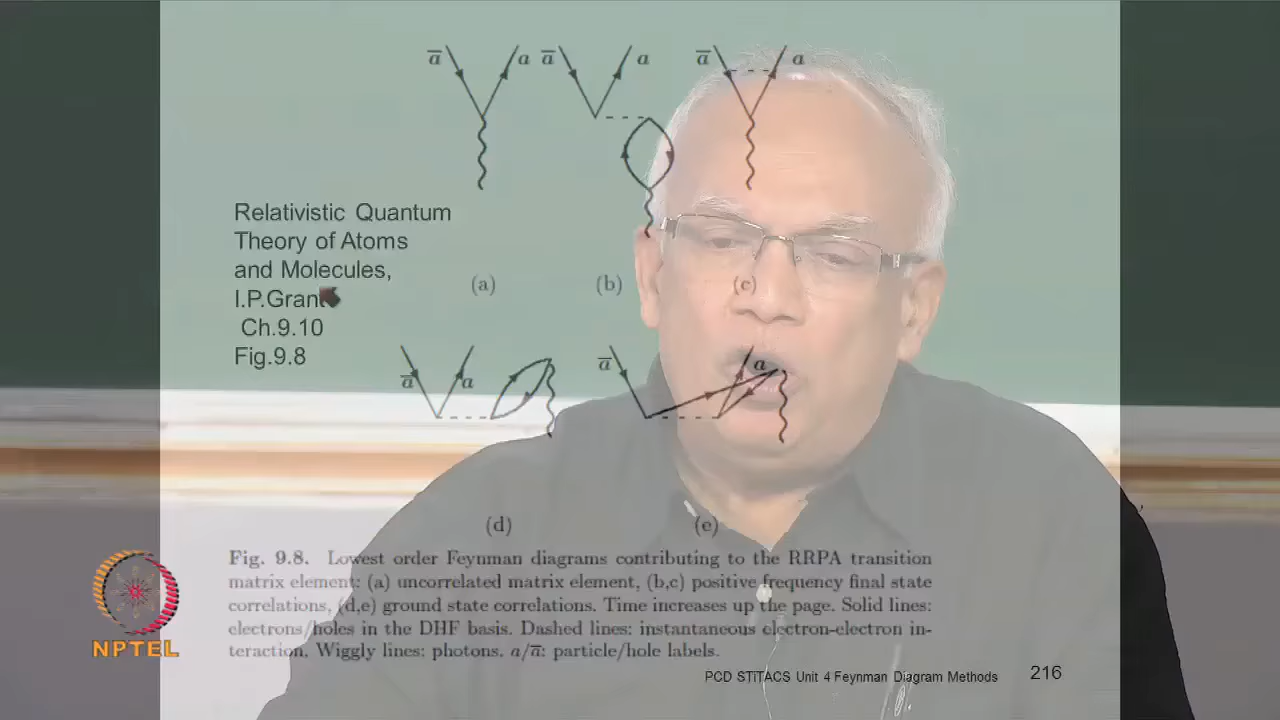 a̅ a a̅ a a̅ a
Relativistic Quantum
Theory of Atoms
and Molecules,
I.P.Grant
Ch.9.10
Fig.9.8
(a) (b) (c)
a̅ a a̅ a
(d) (e)
Fig. 9.8. Lowest order Feynman diagrams contributing to the RRPA transition
matrix element: (a) uncorrelated matrix element, (b,c) positive frequency final state
correlations, (d,e) ground state correlations. Time increases up the page. Solid lines:
electrons/holes in the DHF basis. Dashed lines: instantaneous electron-electron in-
teraction. Wiggly lines: photons. a/a̅: particle/hole labels.
NPTEL
PCD STiTACS Unit 4 Feynman Diagram Methods 216